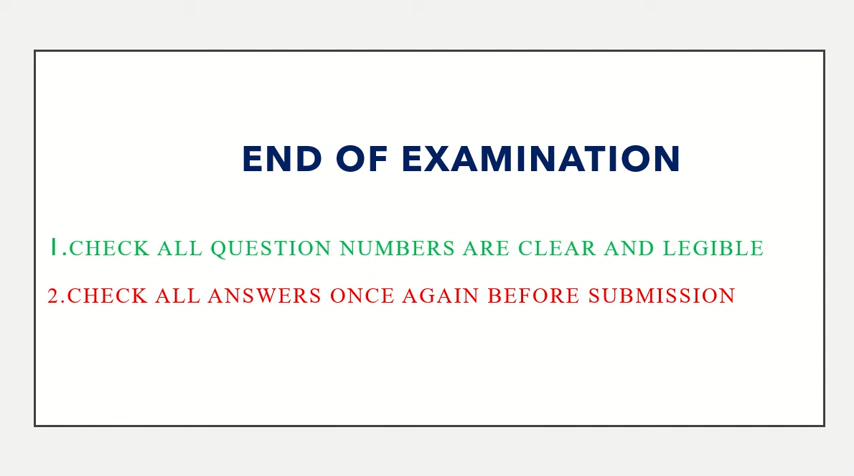 END OF EXAMINATION
1.CHECK ALL QUESTION NUMBERS ARE CLEAR AND LEGIBLE
2.CHECK ALL ANSWERS ONCE AGAIN BEFORE SUBMISSION